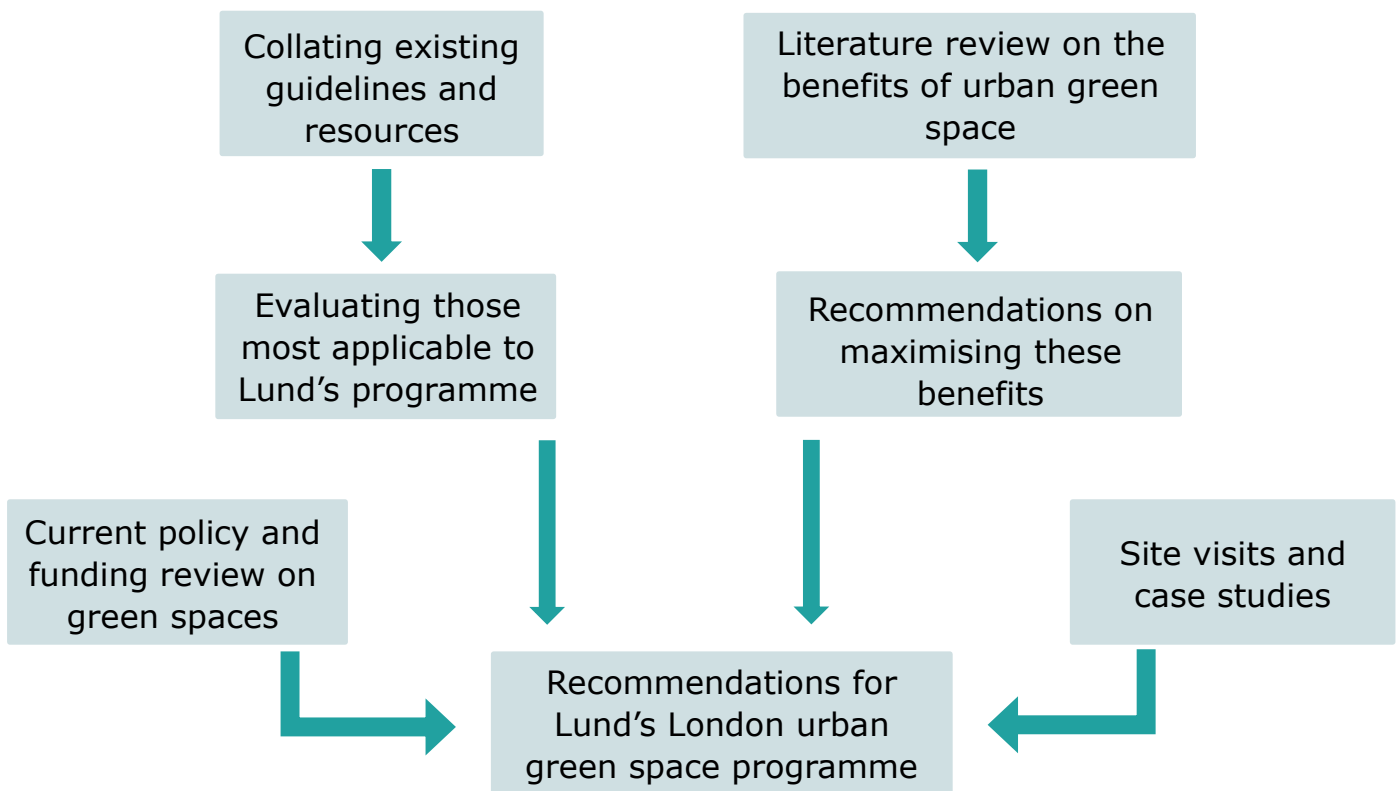 Collating existing
guidelines and
resources
Literature review on the
benefits of urban green
space
Evaluating those
most applicable to
Lund’s programme
Recommendations on
maximising these
benefits
Current policy and
funding review on
green spaces
Site visits and
case studies
Recommendations for
Lund’s London urban
green space programme